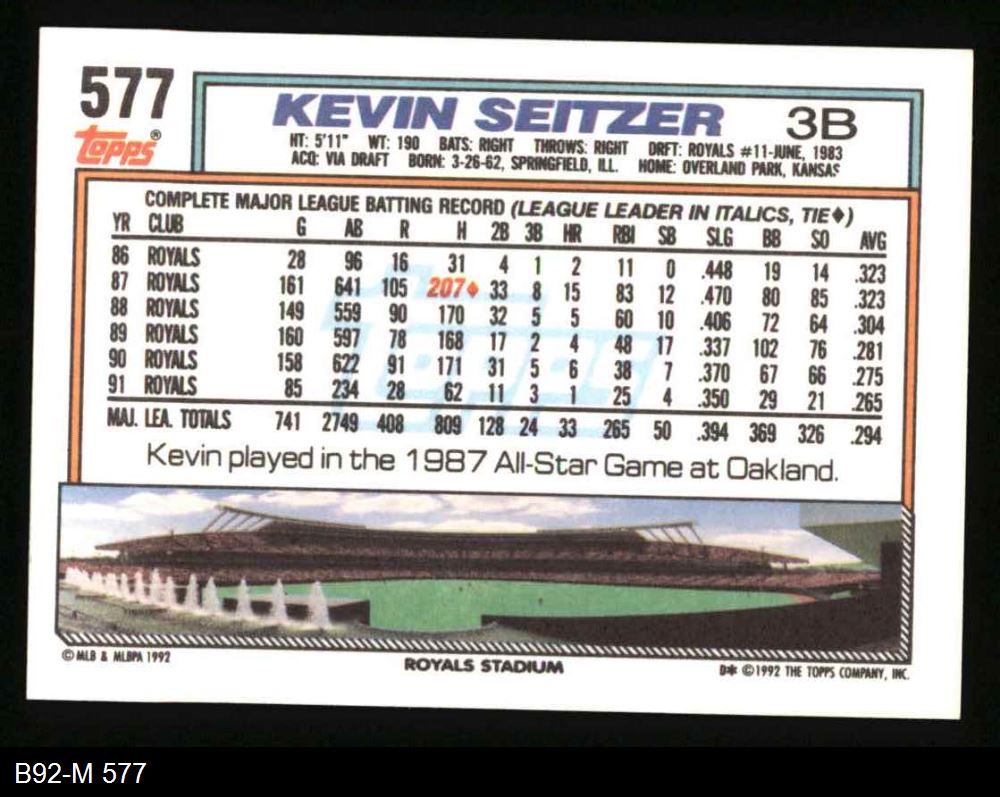 577
Topps®
KEVIN SEITZER 3B
HT: 5'11" WT: 190 BATS: RIGHT THROWS: RIGHT DRFT: ROYALS #11-JUNE, 1983
ACQ: VIA DRAFT BORN: 3-26-62, SPRINGFIELD, ILL. HOME: OVERLAND PARK, KANSAS
COMPLETE MAJOR LEAGUE BATTING RECORD (LEAGUE LEADER IN ITALICS, TIE♦)
YR CLUB G AB R H 2B 3B HR RBI SB SLG BB SO AVG
86 ROYALS 28 96 16 31 4 1 2 11 0 .448 19 14 .323
87 ROYALS 161 641 105 207♦ 33 8 15 83 12 .470 80 85 .323
88 ROYALS 149 559 90 170 32 5 5 60 10 .406 72 64 .304
89 ROYALS 160 597 78 168 17 2 4 48 17 .337 102 76 .281
90 ROYALS 158 622 91 171 31 5 6 38 7 .370 67 66 .275
91 ROYALS 85 234 28 62 11 3 1 25 4 .350 29 21 .265
MAJ. LEA. TOTALS 741 2749 408 809 128 24 33 265 50 .394 369 326 .294
Topps
Kevin played in the 1987 All-Star Game at Oakland.
© MLB & MLBPA 1992
ROYALS STADIUM
D* © 1992 THE TOPPS COMPANY, INC.
B92-M 577